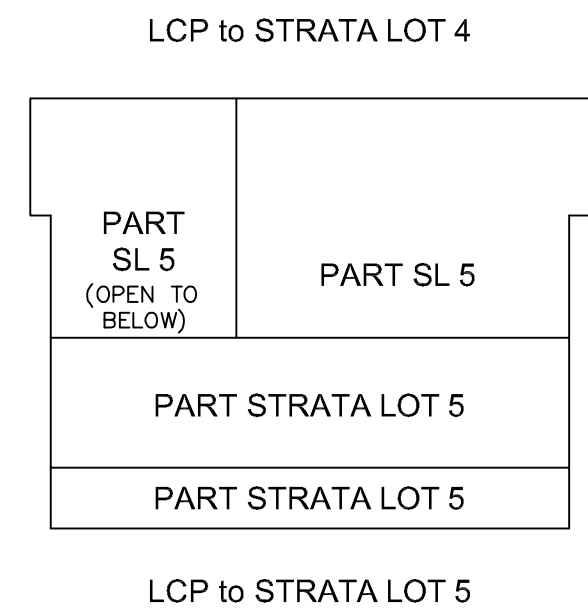 LCP to STRATA LOT 4
PART
SL 5
(OPEN TO
BELOW)
PART SL 5
PART STRATA LOT 5
PART STRATA LOT 5
LCP to STRATA LOT 5